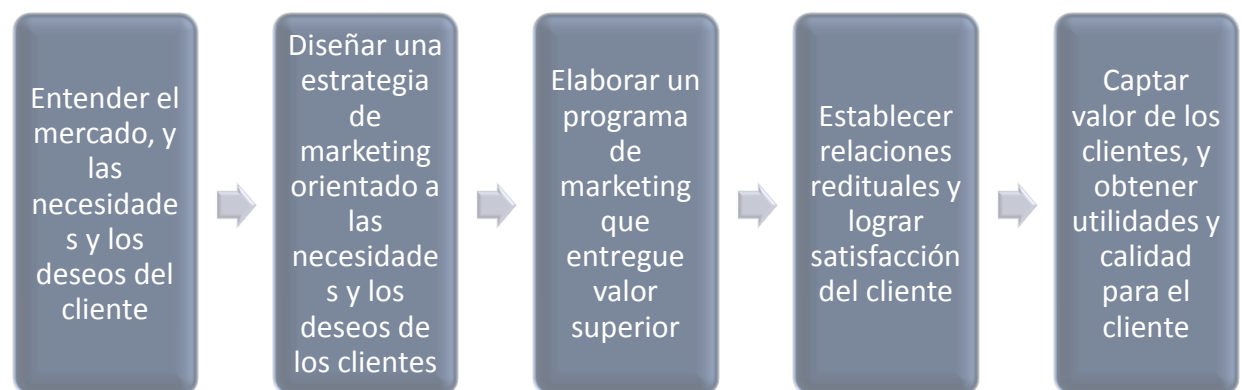 Entender el
mercado, y
las
necesidade
s y los
deseos del
cliente
Diseñar una
estrategia
de
marketing
orientado a
las
necesidade
s y los
deseos de
los clientes
Elaborar un
programa
de
marketing
que
entregue
valor
superior
Establecer
relaciones
redituales y
lograr
satisfacción
del cliente
Captar
valor de los
clientes, y
obtener
utilidades y
calidad
para el
cliente